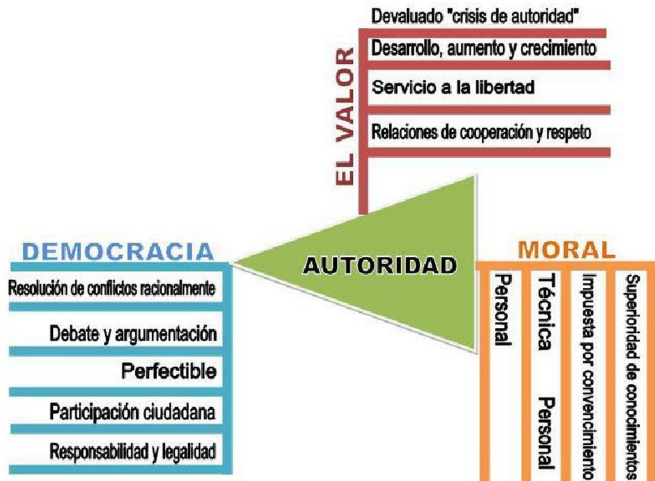 Devaluado "crisis de autoridad"
Desarrollo, aumento y crecimiento
Servicio a la libertad
Relaciones de cooperación y respeto
EL VALOR
AUTORIDAD
DEMOCRACIA
Resolución de conflictos racionalmente
Debate y argumentación
Perfectible
Participación ciudadana
Responsabilidad y legalidad
MORAL
Personal
Técnica Personal
Impuesta por convencimiento
Superioridad de conocimientos